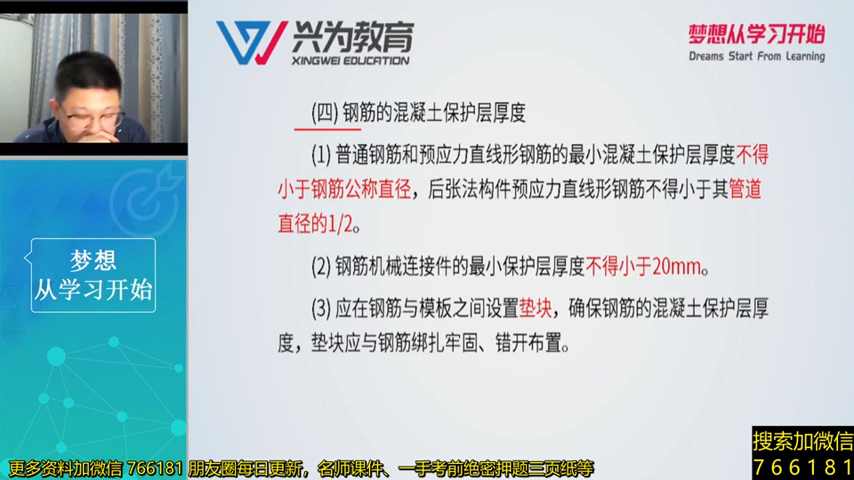 兴为教育
XINGWEI EDUCATION
梦想从学习开始
Dreams Start From Learning
(四) 钢筋的混凝土保护层厚度
(1) 普通钢筋和预应力直线形钢筋的最小混凝土保护层厚度不得
小于钢筋公称直径，后张法构件预应力直线形钢筋不得小于其管道
直径的1/2。
(2) 钢筋机械连接件的最小保护层厚度不得小于20mm。
(3) 应在钢筋与模板之间设置垫块，确保钢筋的混凝土保护层厚
度，垫块应与钢筋绑扎牢固、错开布置。
梦想
从学习开始
搜索加微信
766181
更多资料加微信 766181 朋友圈每日更新，名师课件、一手考前绝密押题三页纸等